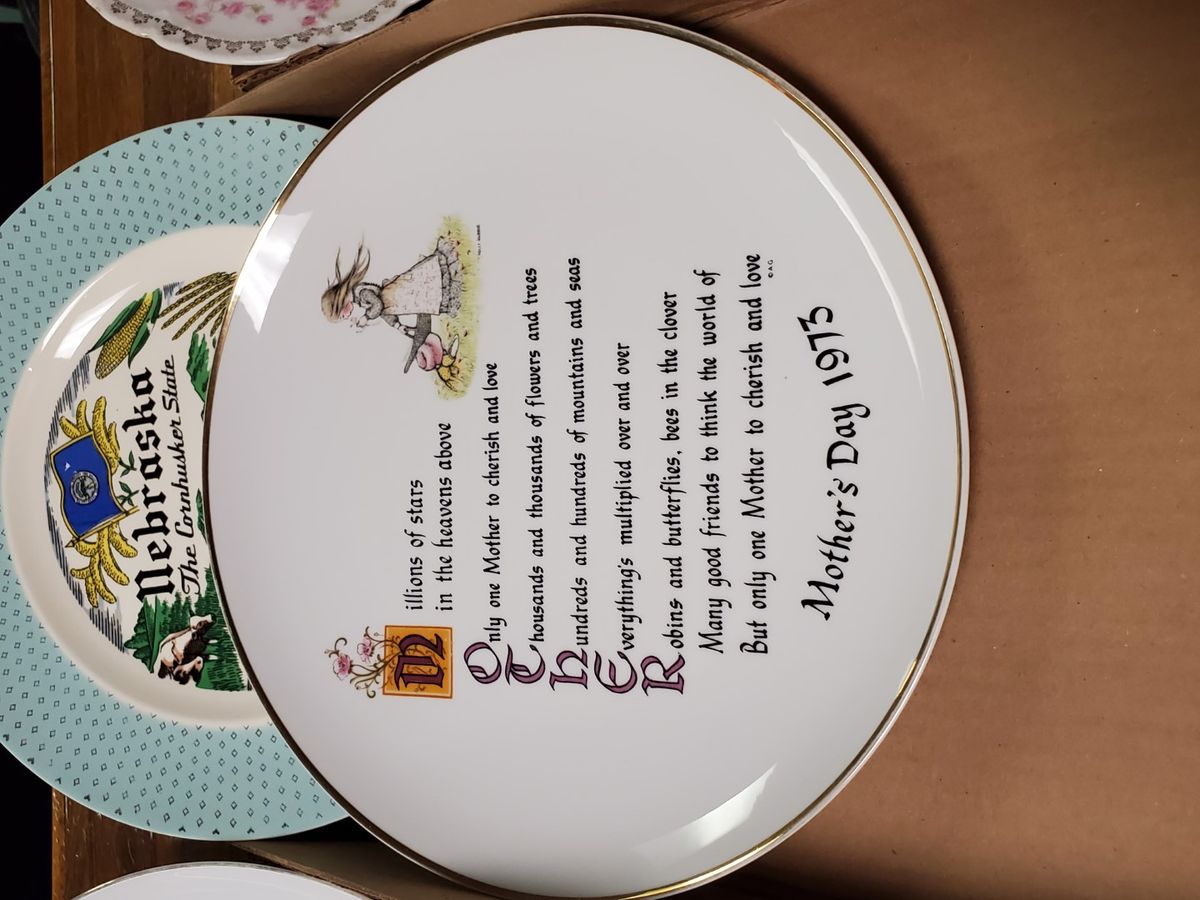 Millions of stars
in the heavens above
Only one Mother to cherish and love
Thousands and thousands of flowers and trees
Hundreds and hundreds of mountains and seas
Everything's multiplied over and over
Robins and butterflies, bees in the clover
Many good friends to think the world of
But only one Mother to cherish and love
© A G
Mother's Day 1973
Nebraska
The Cornhusker State